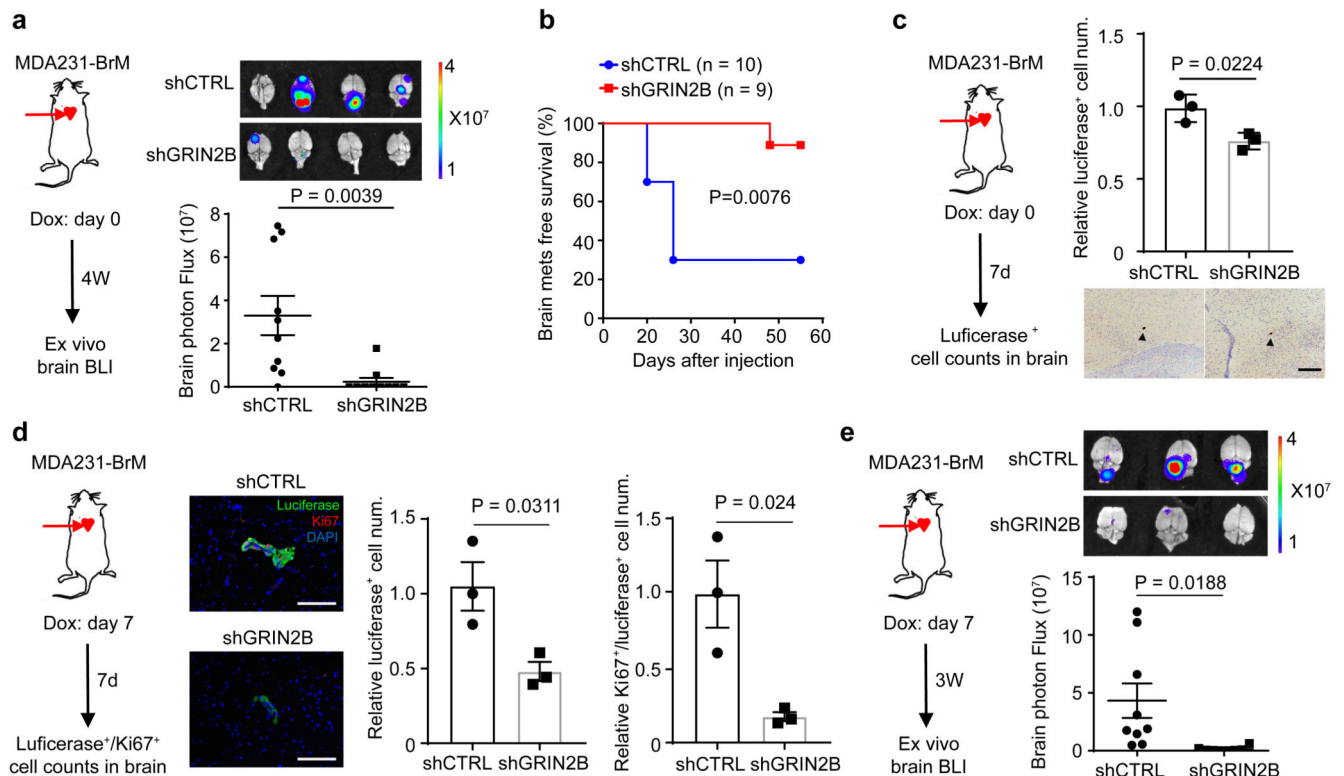 a
MDA231-BrM
Dox: day 0
4W
Ex vivo
brain BLI
shCTRL
shGRIN2B
4
X10⁷
1
P = 0.0039
Brain photon Flux (10⁷)
8
6
4
2
0
shCTRL shGRIN2B
b
shCTRL (n = 10)
shGRIN2B (n = 9)
Brain mets free survival (%)
100
80
60
40
20
0
P=0.0076
0 20 40 60
Days after injection
c
MDA231-BrM
Dox: day 0
7d
Luficerase⁺
cell counts in brain
Relative luciferase⁺ cell num.
1.5
1.0
0.5
0
P = 0.0224
shCTRL shGRIN2B
d
MDA231-BrM
Dox: day 7
7d
Luficerase⁺/Ki67⁺
cell counts in brain
shCTRL
Luciferase
Ki67
DAPI
shGRIN2B
Relative luciferase⁺ cell num.
1.5
1.0
0.5
0
P = 0.0311
shCTRL shGRIN2B
Relative Ki67⁺/luciferase⁺ cell num.
1.5
1.0
0.5
0
P = 0.024
shCTRL shGRIN2B
e
MDA231-BrM
Dox: day 7
3W
Ex vivo
brain BLI
shCTRL
shGRIN2B
4
X10⁷
1
P = 0.0188
Brain photon Flux (10⁷)
15
10
5
0
shCTRL shGRIN2B